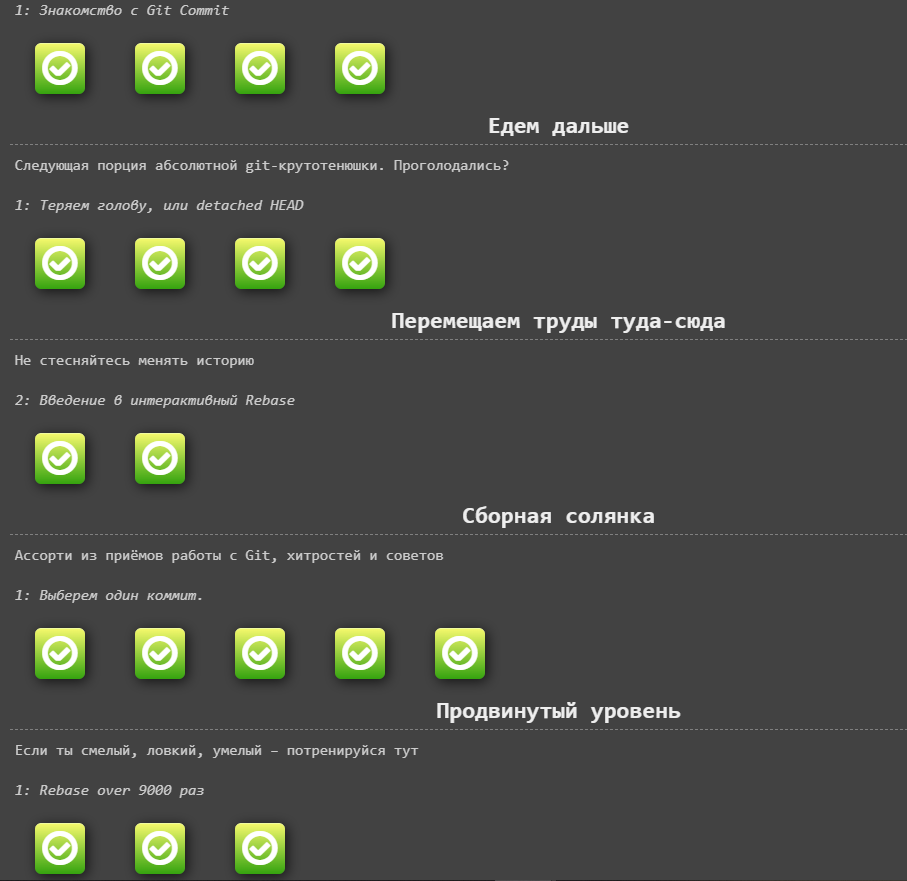 1: Знакомство с Git Commit
Едем дальше
Следующая порция абсолютной git-крутотенюшки. Проголодались?
1: Теряем голову, или detached HEAD
Перемещаем труды туда-сюда
Не стесняйтесь менять историю
2: Введение в интерактивный Rebase
Сборная солянка
Ассорти из приёмов работы с Git, хитростей и советов
1: Выберем один коммит.
Продвинутый уровень
Если ты смелый, ловкий, умелый – потренируйся тут
1: Rebase over 9000 раз